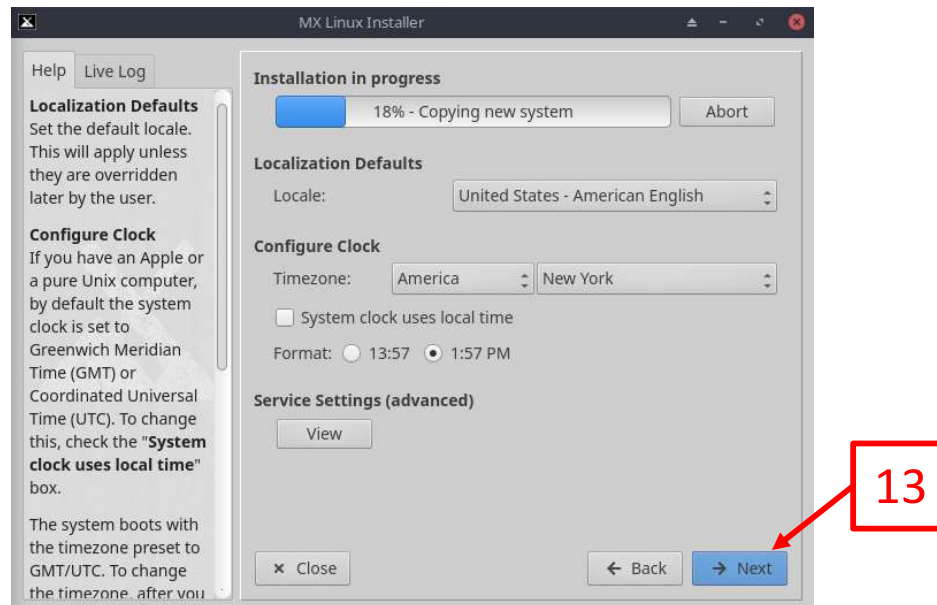 MX Linux Installer
Help
Live Log
Localization Defaults
Set the default locale.
This will apply unless
they are overridden
later by the user.
Configure Clock
If you have an Apple or
a pure Unix computer,
by default the system
clock is set to
Greenwich Meridian
Time (GMT) or
Coordinated Universal
Time (UTC). To change
this, check the "System
clock uses local time"
box.
The system boots with
the timezone preset to
GMT/UTC. To change
the timezone, after you
Installation in progress
18% - Copying new system
Abort
Localization Defaults
Locale: United States - American English
Configure Clock
Timezone: America New York
System clock uses local time
Format: 13:57 1:57 PM
Service Settings (advanced)
View
Close
Back
Next
13